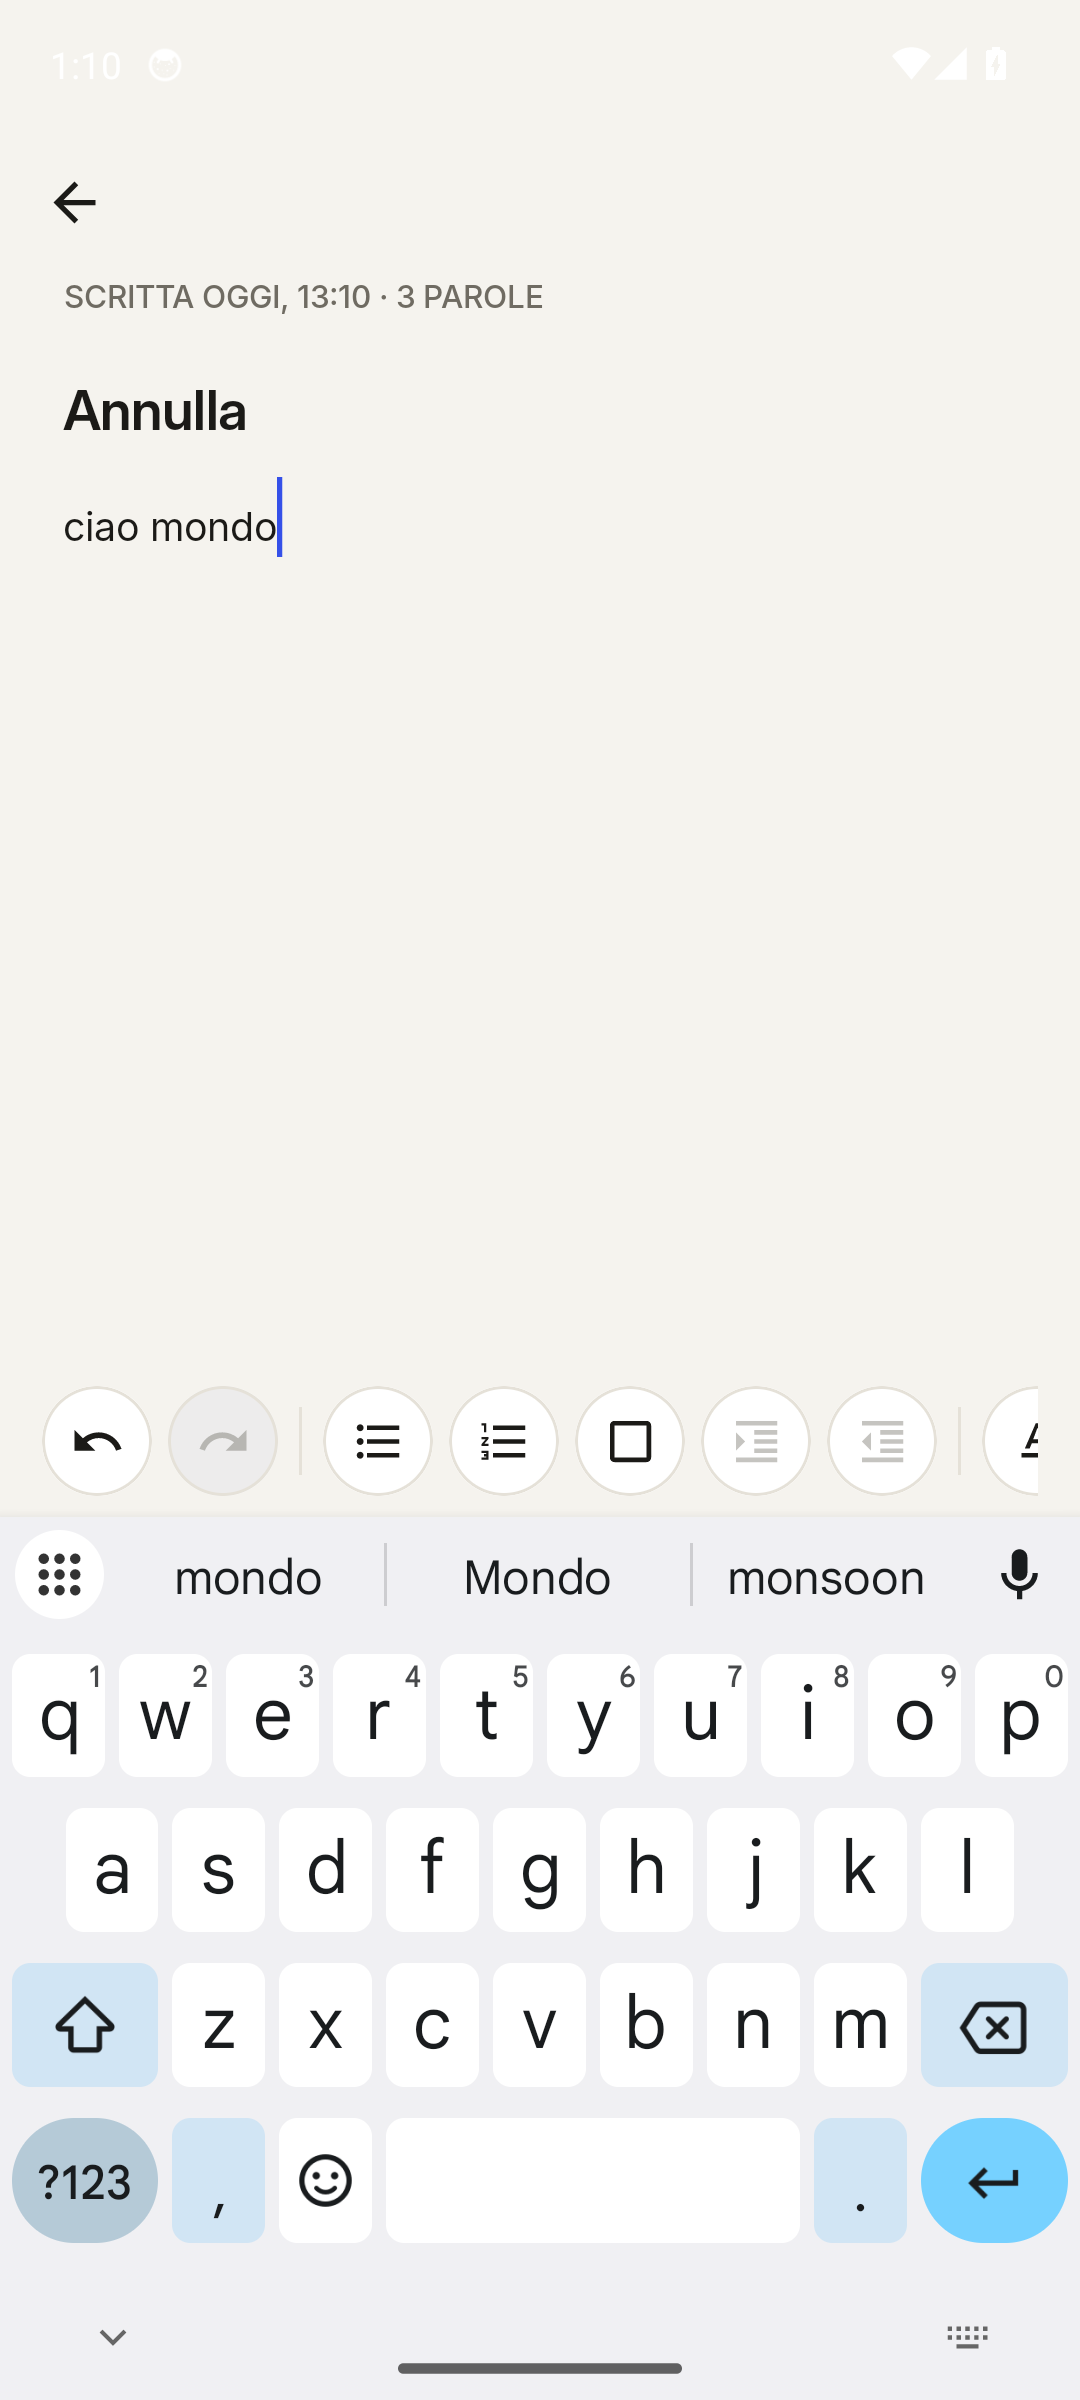 1:10
SCRITTA OGGI, 13:10 · 3 PAROLE
Annulla
ciao mondo
mondo Mondo monsoon
q 1 w 2 e 3 r 4 t 5 y 6 u 7 i 8 o 9 p 0
a s d f g h j k l
z x c v b n m
?123 , .